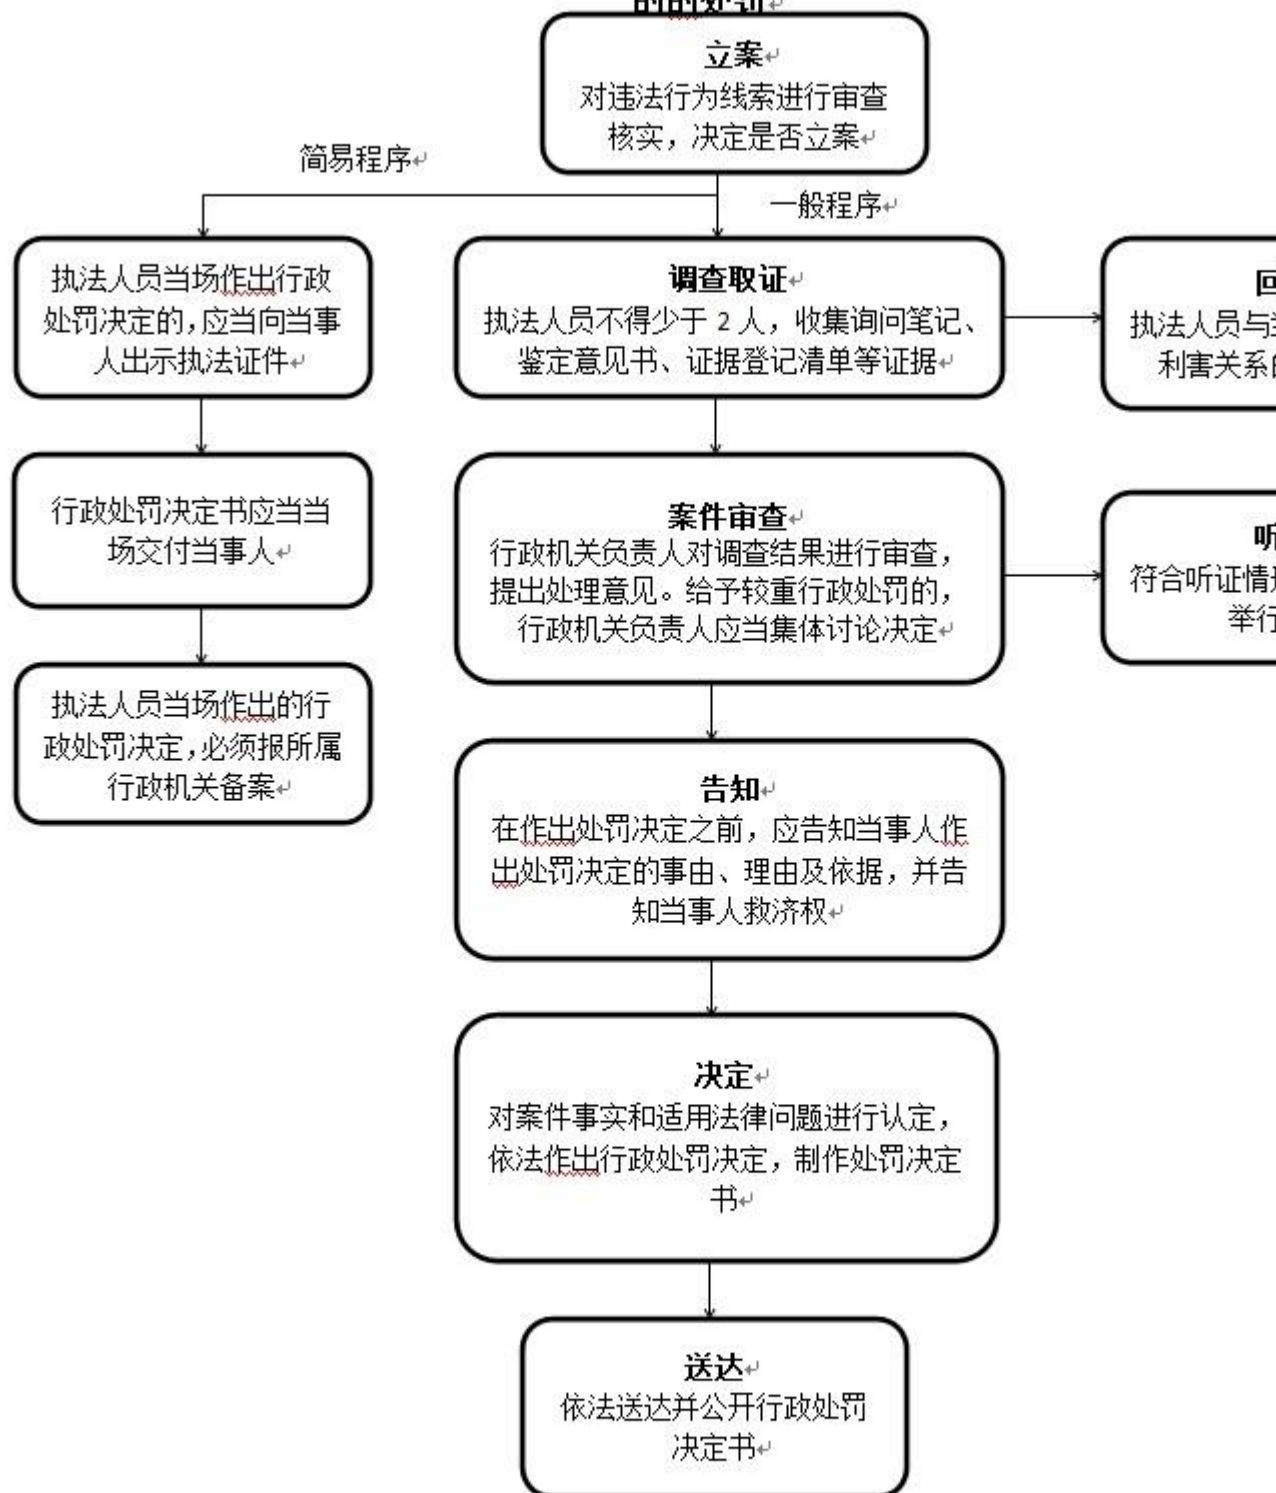 的的处罚
立案
对违法行为线索进行审查
核实，决定是否立案
简易程序
一般程序
执法人员当场作出行政
处罚决定的,应当向当事
人出示执法证件
行政处罚决定书应当当
场交付当事人
执法人员当场作出的行
政处罚决定,必须报所属
行政机关备案
调查取证
执法人员不得少于 2 人，收集询问笔记、
鉴定意见书、证据登记清单等证据
案件审查
行政机关负责人对调查结果进行审查，
提出处理意见。给予较重行政处罚的，
行政机关负责人应当集体讨论决定
告知
在作出处罚决定之前，应告知当事人作
出处罚决定的事由、理由及依据，并告
知当事人救济权
决定
对案件事实和适用法律问题进行认定，
依法作出行政处罚决定，制作处罚决定
书
送达
依法送达并公开行政处罚
决定书
回
执法人员与
利害关系
听
符合听证情
举行